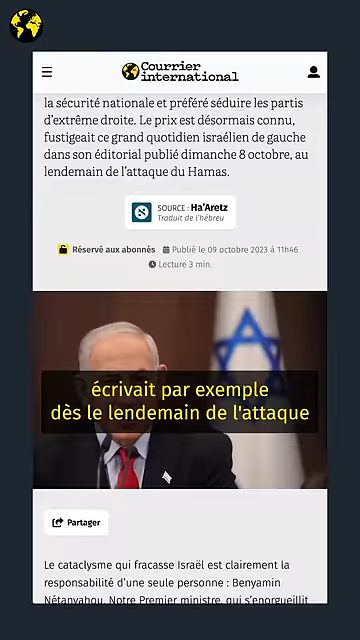 Courrier
international
la sécurité nationale et préféré séduire les partis
d'extrême droite. Le prix est désormais connu,
fustigeait ce grand quotidien israélien de gauche
dans son éditorial publié dimanche 8 octobre, au
lendemain de l'attaque du Hamas.
SOURCE : Ha'Aretz
Traduit de l'hébreu
Réservé aux abonnés Publié le 09 octobre 2023 à 11h46
Lecture 3 min.
écrivait par exemple
dès le lendemain de l'attaque
Partager
Le cataclysme qui fracasse Israël est clairement la
responsabilité d'une seule personne : Benyamin
Nétanyahou. Notre Premier ministre, qui s'enorgueillit